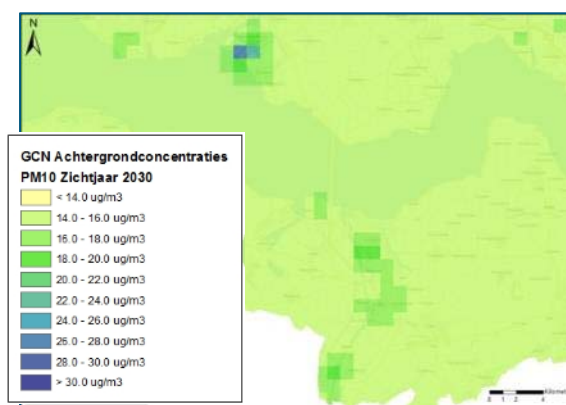 N
GCN Achtergrondconcentraties
PM10 Zichtjaar 2030
< 14.0 ug/m3
14.0 - 16.0 ug/m3
16.0 - 18.0 ug/m3
18.0 - 20.0 ug/m3
20.0 - 22.0 ug/m3
22.0 - 24.0 ug/m3
24.0 - 26.0 ug/m3
26.0 - 28.0 ug/m3
28.0 - 30.0 ug/m3
> 30.0 ug/m3